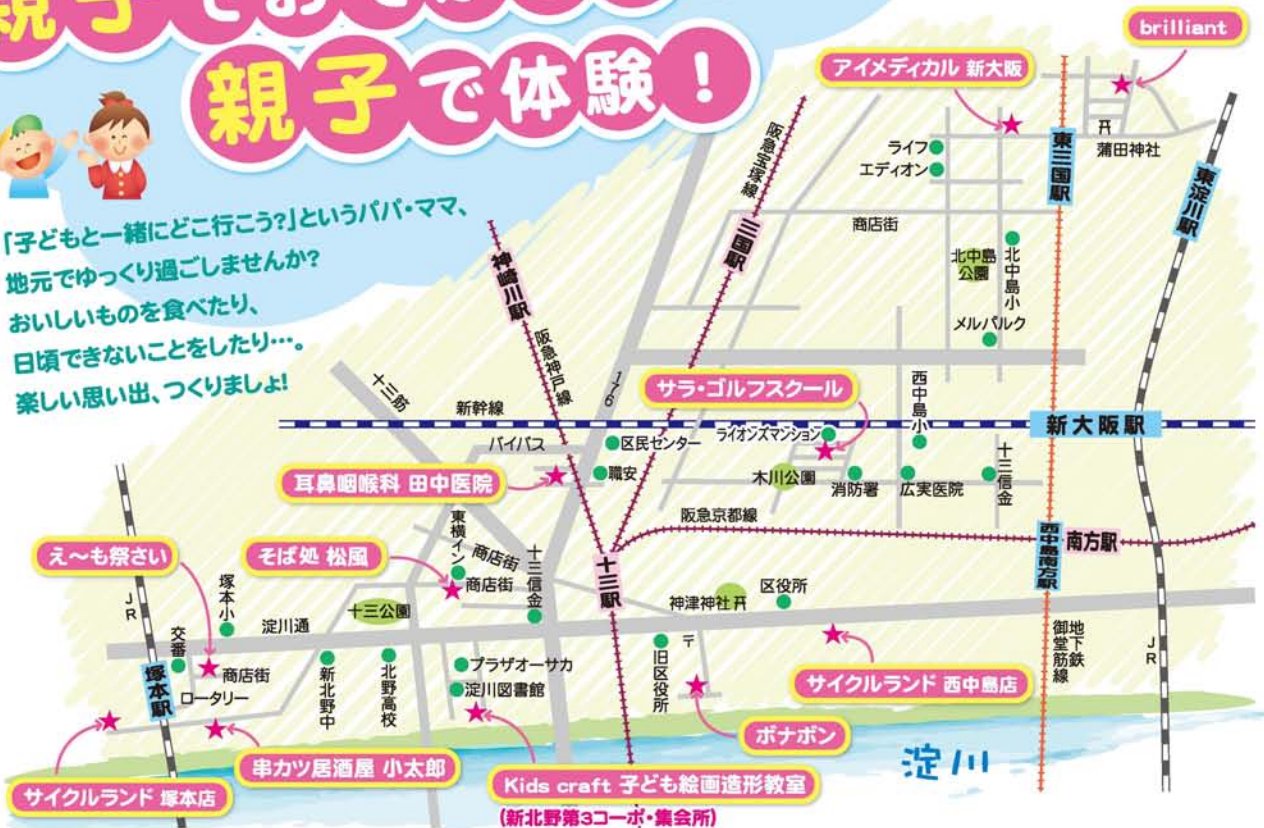 親子でおでか
親子で体験！
「子どもと一緒にどこ行こう?」というパパ・ママ、
地元でゆっくり過ごしませんか?
おいしいものを食べたり、
日頃できないことをしたり…。
楽しい思い出、つくりましょ!
brilliant
アイメディカル 新大阪
蒲田神社
東三国駅
東淀川駅
ライフ
エディオン
阪急宝塚線
三国駅
商店街
北中島公園
北中島小
メルパルク
神崎川駅
阪急神戸線
176
十三筋
新幹線
バイパス
区民センター
職安
サラ・ゴルフスクール
ライオンズマンション
西中島小
新大阪駅
木川公園
消防署
広実医院
十三信金
耳鼻咽喉科 田中医院
阪急京都線
南方駅
西中島南方駅
え〜も祭さい
そば処 松風
東横イン
商店街
商店街
十三信金
十三駅
神津神社
区役所
JR
塚本小
交番
淀川通
十三公園
塚本駅
商店街
ロータリー
新北野中
北野高校
プラザオーサカ
淀川図書館
旧区役所
〒
地下鉄
御堂筋線
JR
サイクルランド 西中島店
ボナボン
淀川
串カツ居酒屋 小太郎
サイクルランド 塚本店
Kids craft 子ども絵画造形教室
(新北野第3コーポ・集会所)